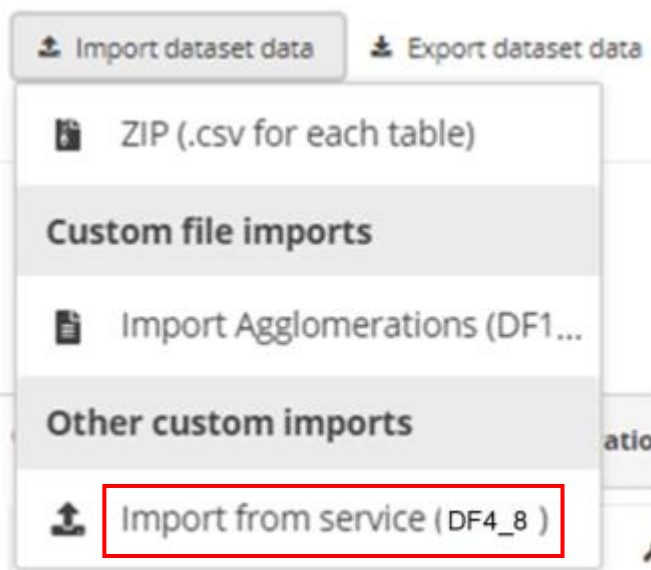 Import dataset data
Export dataset data
ZIP (.csv for each table)
Custom file imports
Import Agglomerations (DF1...
Other custom imports
atio
Import from service (DF4_8 )